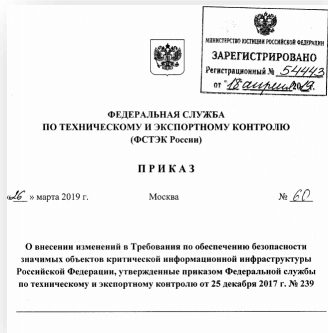 МИНИСТЕРСТВО ЮСТИЦИИ РОССИЙСКОЙ ФЕДЕРАЦИИ
ЗАРЕГИСТРИРОВАНО
Регистрационный № 54443
от "18" апреля 2019.
ФЕДЕРАЛЬНАЯ СЛУЖБА
ПО ТЕХНИЧЕСКОМУ И ЭКСПОРТНОМУ КОНТРОЛЮ
(ФСТЭК России)
ПРИКАЗ
«26» марта 2019 г. Москва № 60
О внесении изменений в Требования по обеспечению безопасности
значимых объектов критической информационной инфраструктуры
Российской Федерации, утвержденные приказом Федеральной службы
по техническому и экспортному контролю от 25 декабря 2017 г. № 239